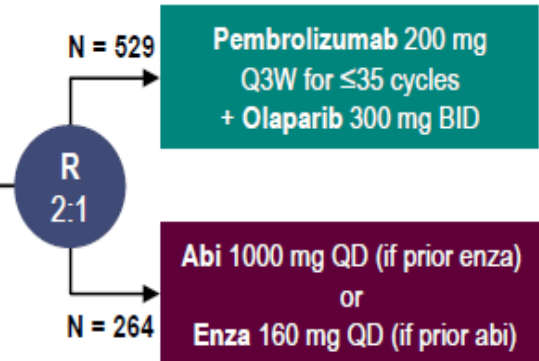 N = 529
Pembrolizumab 200 mg
Q3W for ≤35 cycles
+ Olaparib 300 mg BID
R
2:1
Abi 1000 mg QD (if prior enza)
or
Enza 160 mg QD (if prior abi)
N = 264